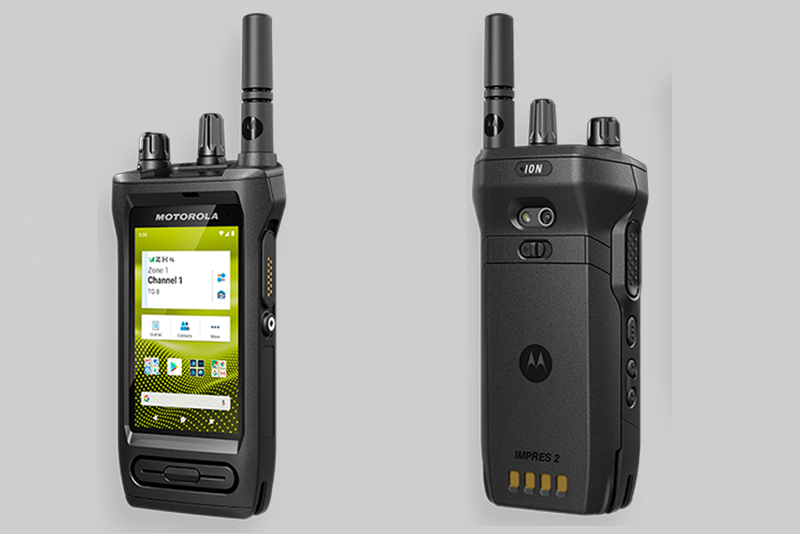 MOTOROLA
Zone 1
Channel 1
TG 8
Contacts
More
ION
IMPRES 2